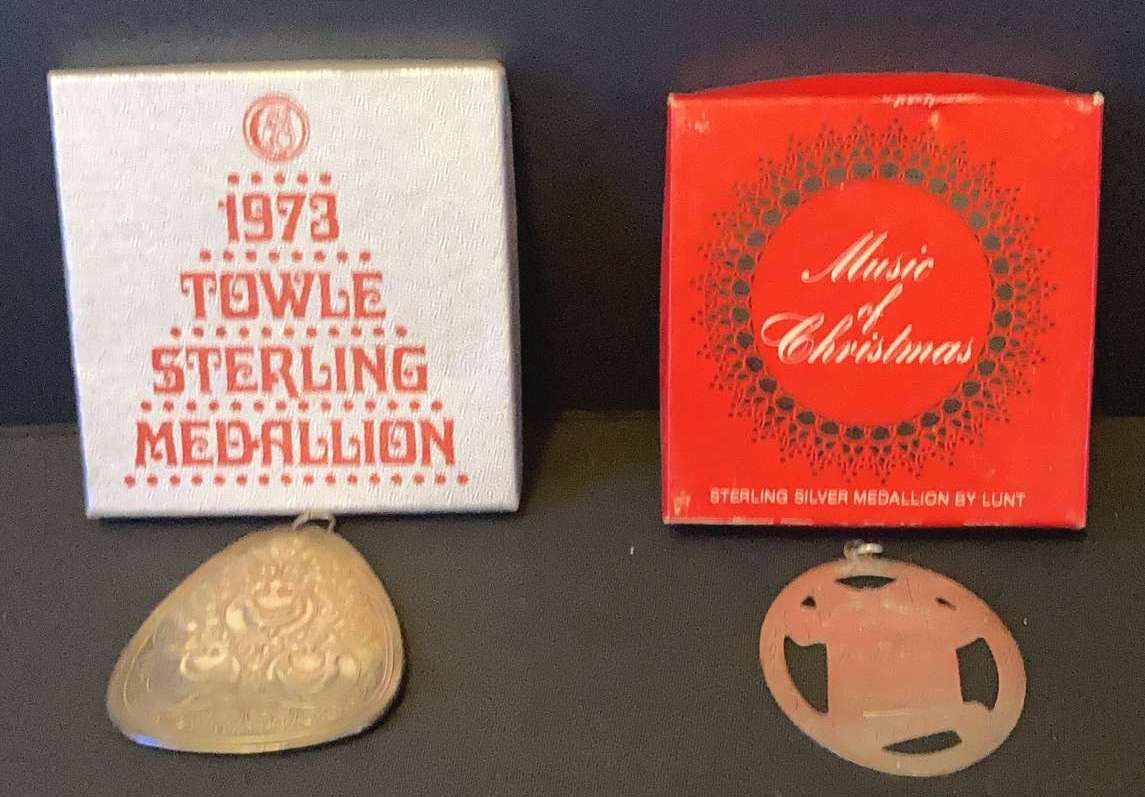 1973
TOWLE
STERLING
MEDALLION
Music
of
Christmas
STERLING SILVER MEDALLION BY LUNT